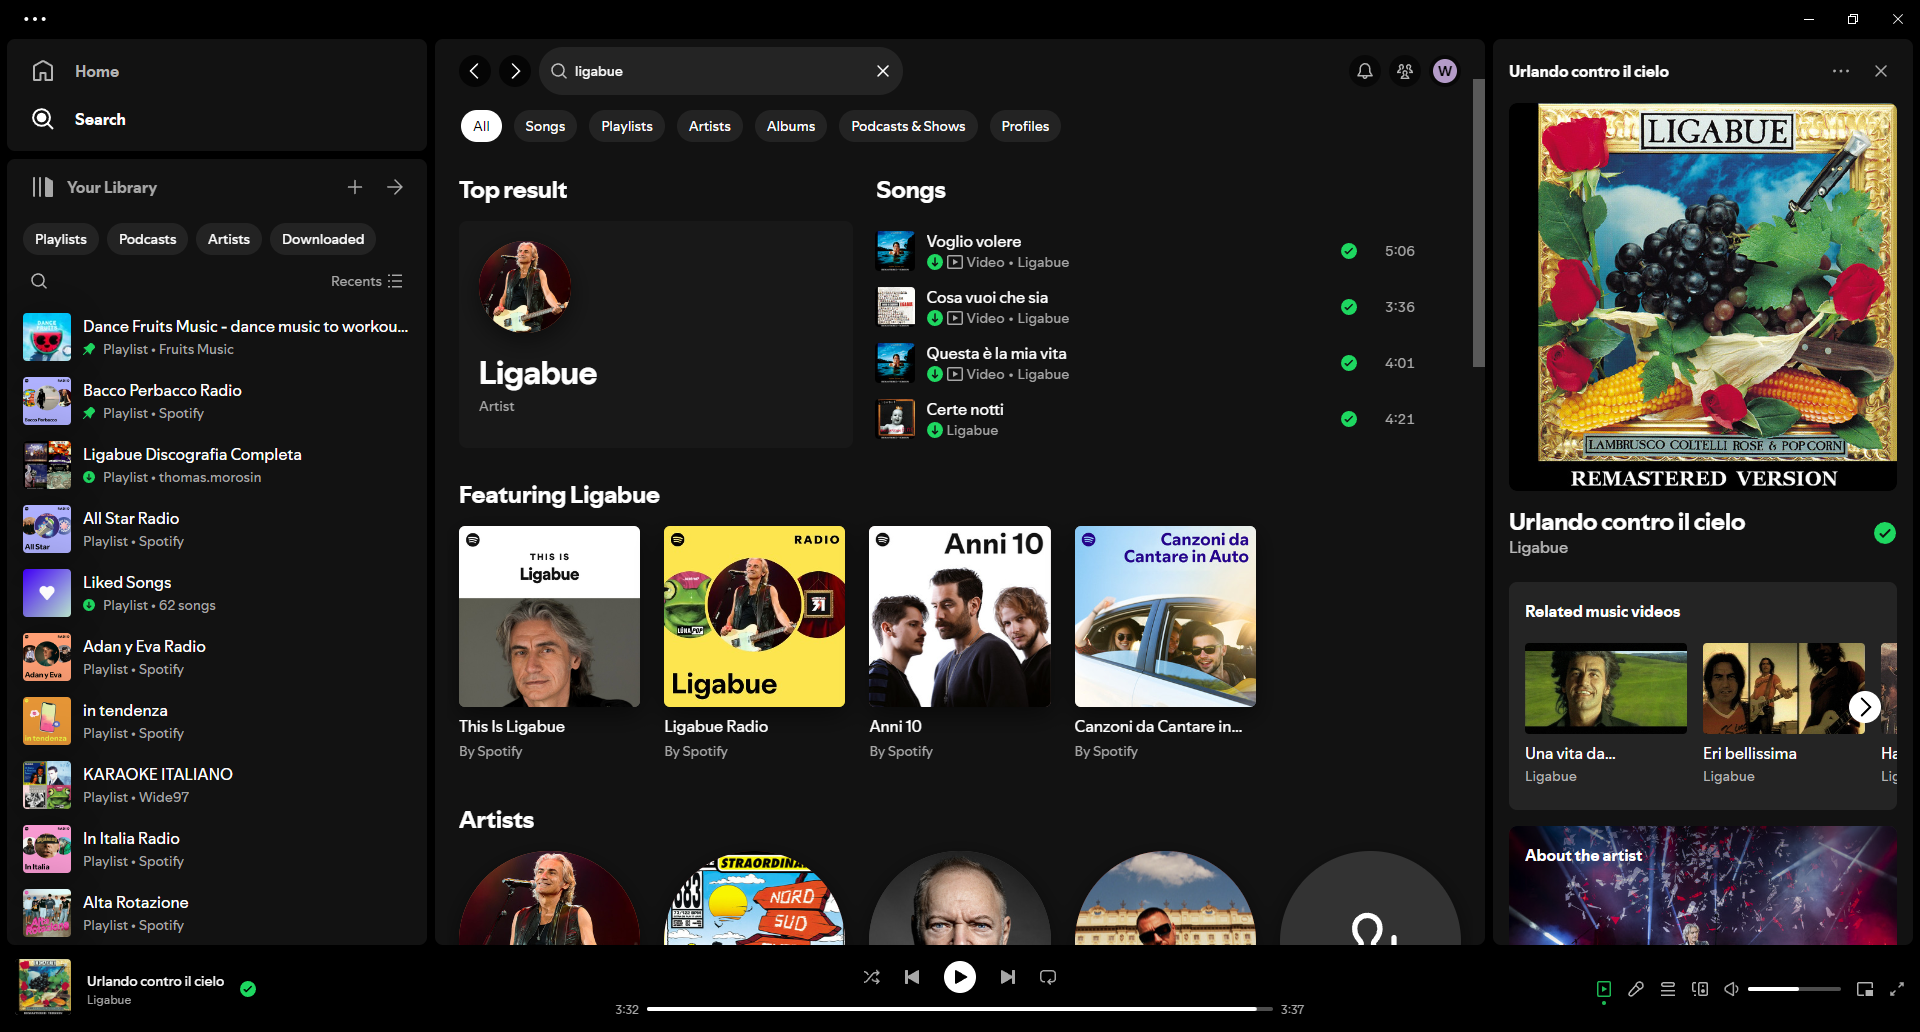 Home
Search
Your Library
Playlists
Podcasts
Artists
Downloaded
Recents
Dance Fruits Music - dance music to workou...
Playlist • Fruits Music
Bacco Perbacco Radio
Playlist • Spotify
Ligabue Discografia Completa
Playlist • thomas.morosin
All Star Radio
Playlist • Spotify
Liked Songs
Playlist • 62 songs
Adan y Eva Radio
Playlist • Spotify
in tendenza
Playlist • Spotify
KARAOKE ITALIANO
Playlist • Wide97
In Italia Radio
Playlist • Spotify
Alta Rotazione
Playlist • Spotify
ligabue
W
All
Songs
Playlists
Artists
Albums
Podcasts & Shows
Profiles
Top result
Ligabue
Artist
Songs
Voglio volere
Video • Ligabue
5:06
Cosa vuoi che sia
Video • Ligabue
3:36
Questa è la mia vita
Video • Ligabue
4:01
Certe notti
Ligabue
4:21
Featuring Ligabue
THIS IS
Ligabue
This Is Ligabue
By Spotify
RADIO
LÙNAPOP
Ligabue
Ligabue Radio
By Spotify
Anni 10
Anni 10
By Spotify
Canzoni da
Cantare in Auto
Canzoni da Cantare in...
By Spotify
Artists
883
NORD
SUD
Urlando contro il cielo
LIGABUE
LAMBRUSCO COLTELLI ROSE & POP CORN
REMASTERED VERSION
Urlando contro il cielo
Ligabue
Related music videos
Una vita da...
Ligabue
Eri bellissima
Ligabue
Ha
Lig
About the artist
Urlando contro il cielo
Ligabue
3:32
3:37